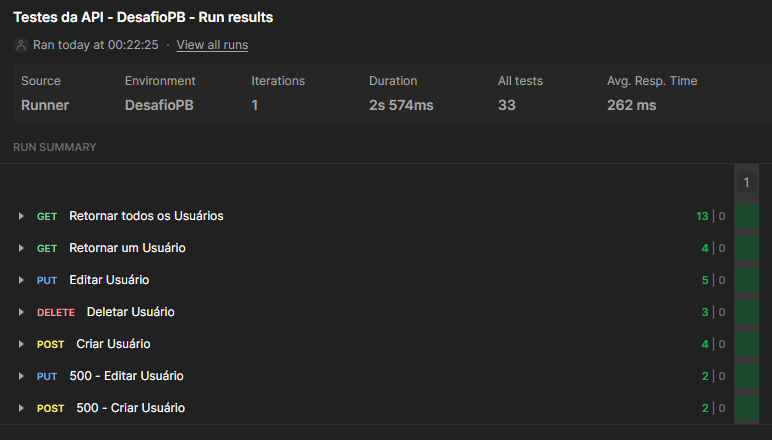 Testes da API - DesafioPB - Run results
Ran today at 00:22:25 · View all runs
Source Environment Iterations Duration All tests Avg. Resp. Time
Runner DesafioPB 1 2s 574ms 33 262 ms
RUN SUMMARY
1
GET Retornar todos os Usuários 13 | 0
GET Retornar um Usuário 4 | 0
PUT Editar Usuário 5 | 0
DELETE Deletar Usuário 3 | 0
POST Criar Usuário 4 | 0
PUT 500 - Editar Usuário 2 | 0
POST 500 - Criar Usuário 2 | 0